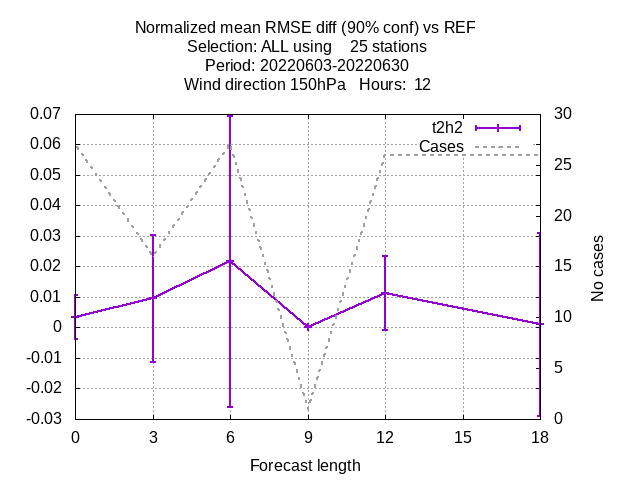 Normalized mean RMSE diff (90% conf) vs REF
Selection: ALL using    25 stations
Period: 20220603-20220630
Wind direction 150hPa   Hours:  12
t2h2
Cases
0.07
0.06
0.05
0.04
0.03
0.02
0.01
0
-0.01
-0.02
-0.03
30
25
20
15
10
5
0
No cases
0 3 6 9 12 15 18
Forecast length